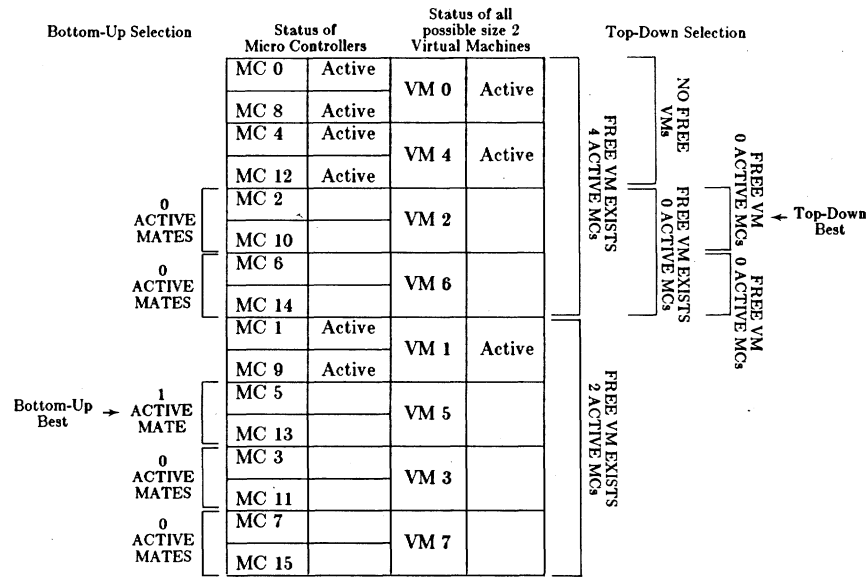 Bottom-Up Selection
Status of
Micro Controllers
Status of all
possible size 2
Virtual Machines
Top-Down Selection
MC 0 Active
MC 8 Active
VM 0 Active
MC 4 Active
MC 12 Active
VM 4 Active
MC 2
MC 10
VM 2
MC 6
MC 14
VM 6
MC 1 Active
MC 9 Active
VM 1 Active
MC 5
MC 13
VM 5
MC 3
MC 11
VM 3
MC 7
MC 15
VM 7
0
ACTIVE
MATES
0
ACTIVE
MATES
Bottom-Up
Best
→
1
ACTIVE
MATE
0
ACTIVE
MATES
0
ACTIVE
MATES
FREE VM EXISTS
4 ACTIVE MCs
FREE VM EXISTS
2 ACTIVE MCs
NO FREE
VMs
FREE VM EXISTS
0 ACTIVE MCs
FREE VM
0 ACTIVE MCs
FREE VM
0 ACTIVE MCs
← Top-Down
Best